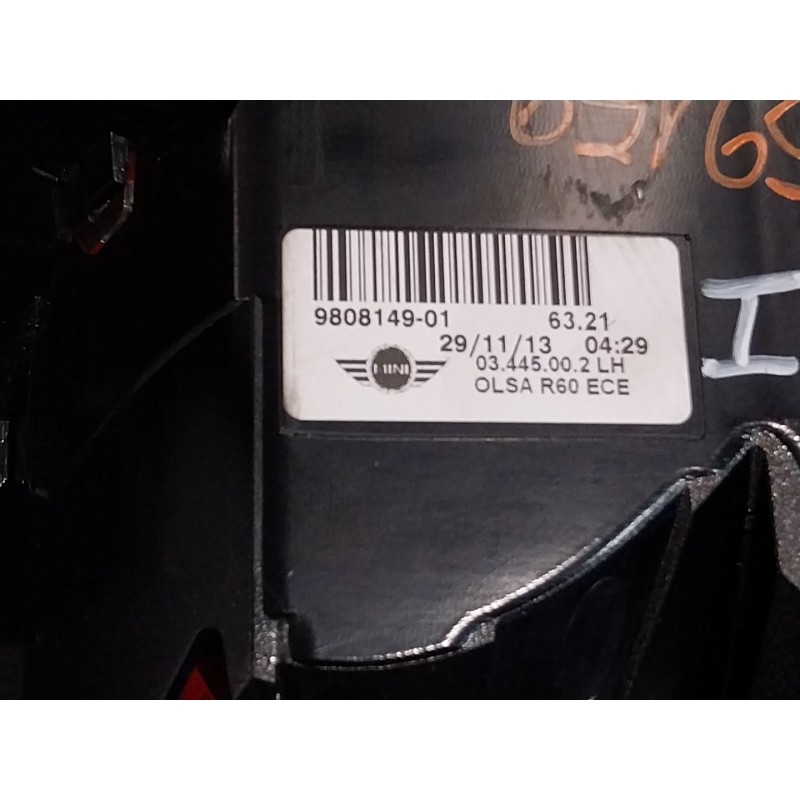 9808149-01 63.21
29/11/13 04:29
MINI 03.445.00.2 LH
OLSA R60 ECE
I